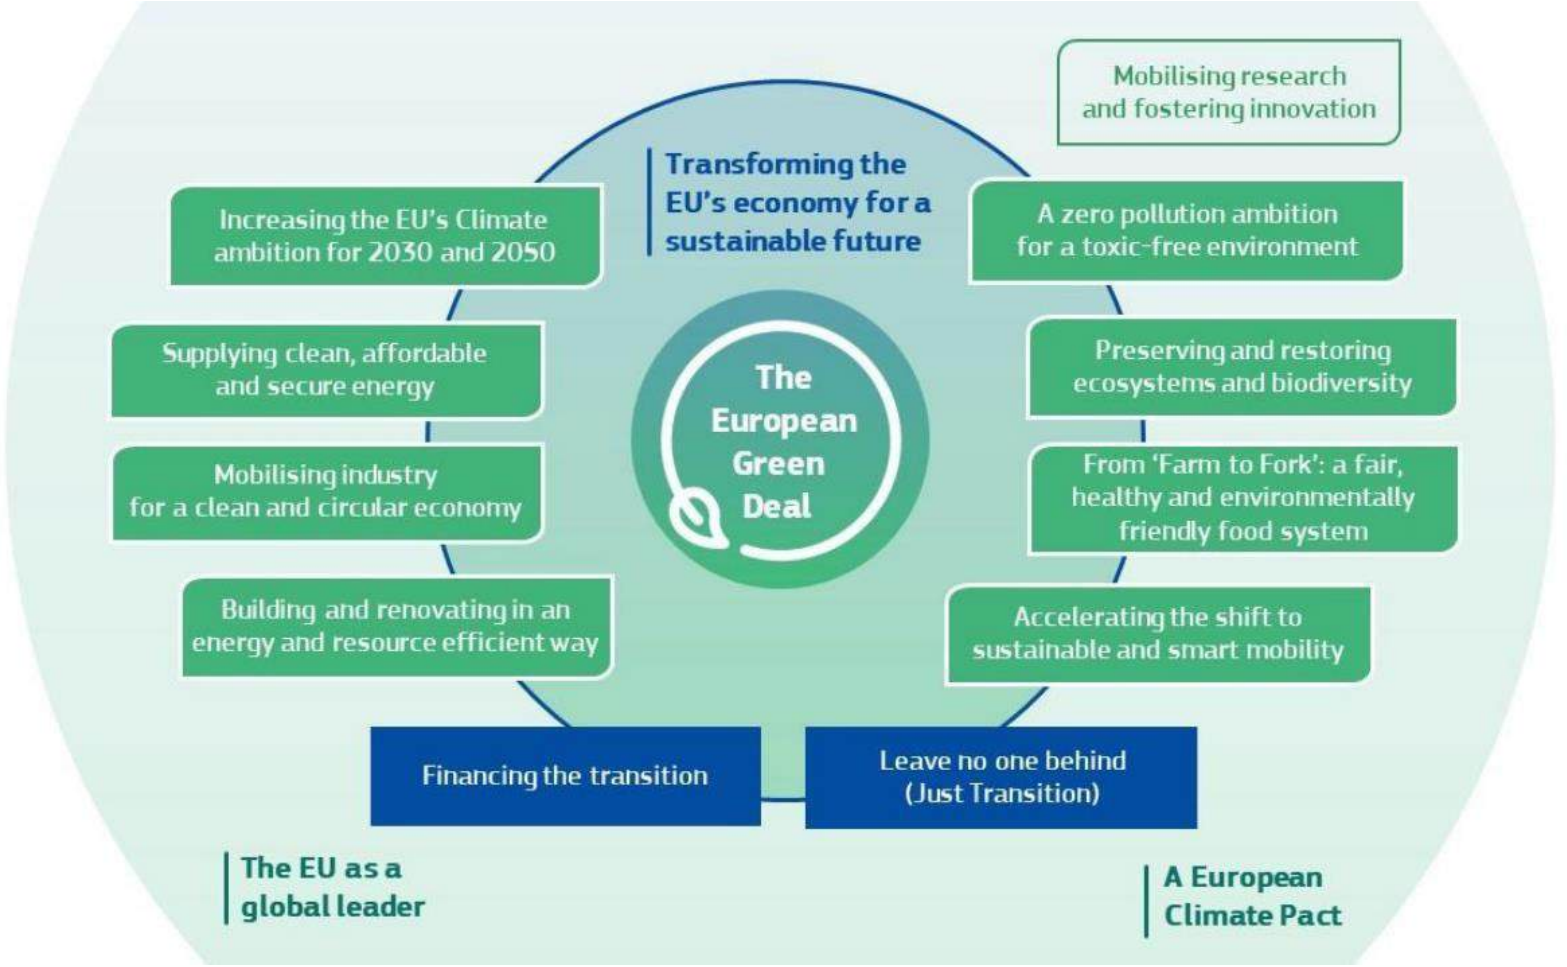 Mobilising research
and fostering innovation
Transforming the
EU's economy for a
sustainable future
Increasing the EU's Climate
ambition for 2030 and 2050
A zero pollution ambition
for a toxic-free environment
Supplying clean, affordable
and secure energy
Preserving and restoring
ecosystems and biodiversity
The
European
Green
Deal
Mobilising industry
for a clean and circular economy
From ‘Farm to Fork’: a fair,
healthy and environmentally
friendly food system
Building and renovating in an
energy and resource efficient way
Accelerating the shift to
sustainable and smart mobility
Financing the transition
Leave no one behind
(Just Transition)
The EU as a
global leader
A European
Climate Pact